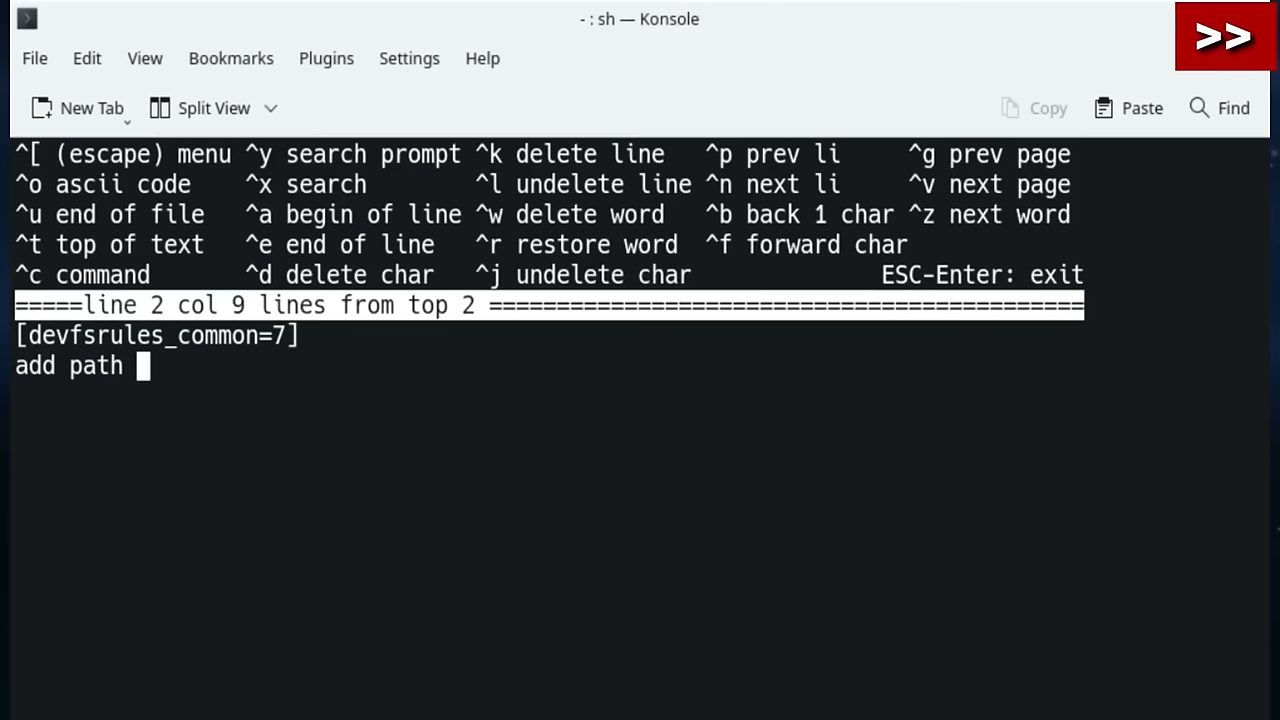 - : sh — Konsole
>>
File Edit View Bookmarks Plugins Settings Help
New Tab Split View Copy Paste Find
^[ (escape) menu ^y search prompt ^k delete line ^p prev li ^g prev page
^o ascii code ^x search ^l undelete line ^n next li ^v next page
^u end of file ^a begin of line ^w delete word ^b back 1 char ^z next word
^t top of text ^e end of line ^r restore word ^f forward char
^c command ^d delete char ^j undelete char ESC-Enter: exit
=====line 2 col 9 lines from top 2 ============================================
[devfsrules_common=7]
add path